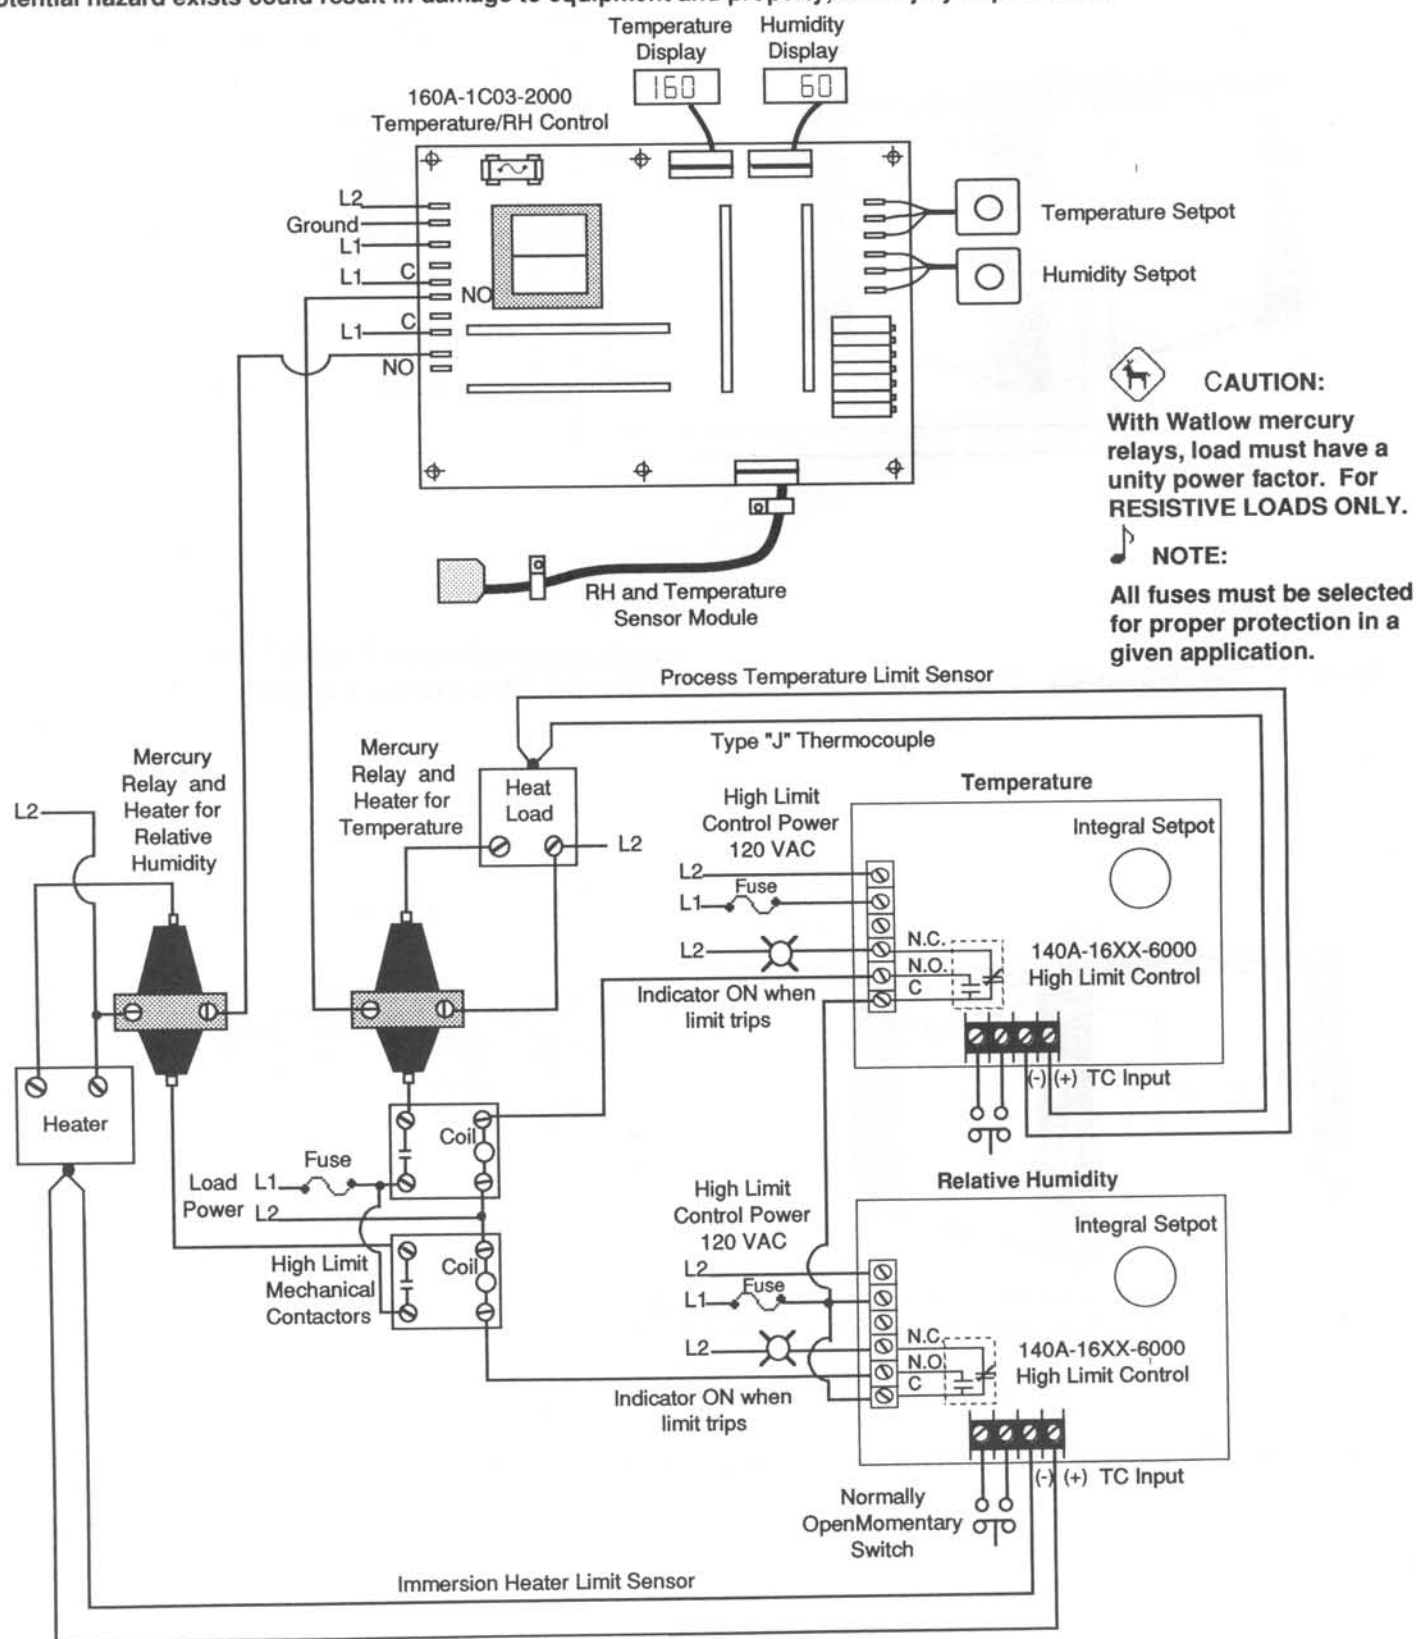 Temperature
Display
Humidity
Display
160
60
160A-1C03-2000
Temperature/RH Control
L2
Ground
L1
L1
C
NO
C
L1
NO
Temperature Setpot
Humidity Setpot
CAUTION:
With Watlow mercury
relays, load must have a
unity power factor. For
RESISTIVE LOADS ONLY.
NOTE:
All fuses must be selected
for proper protection in a
given application.
RH and Temperature
Sensor Module
Process Temperature Limit Sensor
Type "J" Thermocouple
Mercury
Relay and
Heater for
Relative
Humidity
L2
Mercury
Relay and
Heater for
Temperature
Heat
Load
L2
High Limit
Control Power
120 VAC
L2
Fuse
L1
L2
Indicator ON when
limit trips
Temperature
Integral Setpot
N.C.
N.O.
C
140A-16XX-6000
High Limit Control
(-) (+) TC Input
Heater
Coil
Fuse
Load
Power
L1
L2
Coil
High Limit
Mechanical
Contactors
High Limit
Control Power
120 VAC
L2
Fuse
L1
L2
Indicator ON when
limit trips
Relative Humidity
Integral Setpot
N.C.
N.O.
C
140A-16XX-6000
High Limit Control
(-) (+) TC Input
Normally
OpenMomentary
Switch
Immersion Heater Limit Sensor